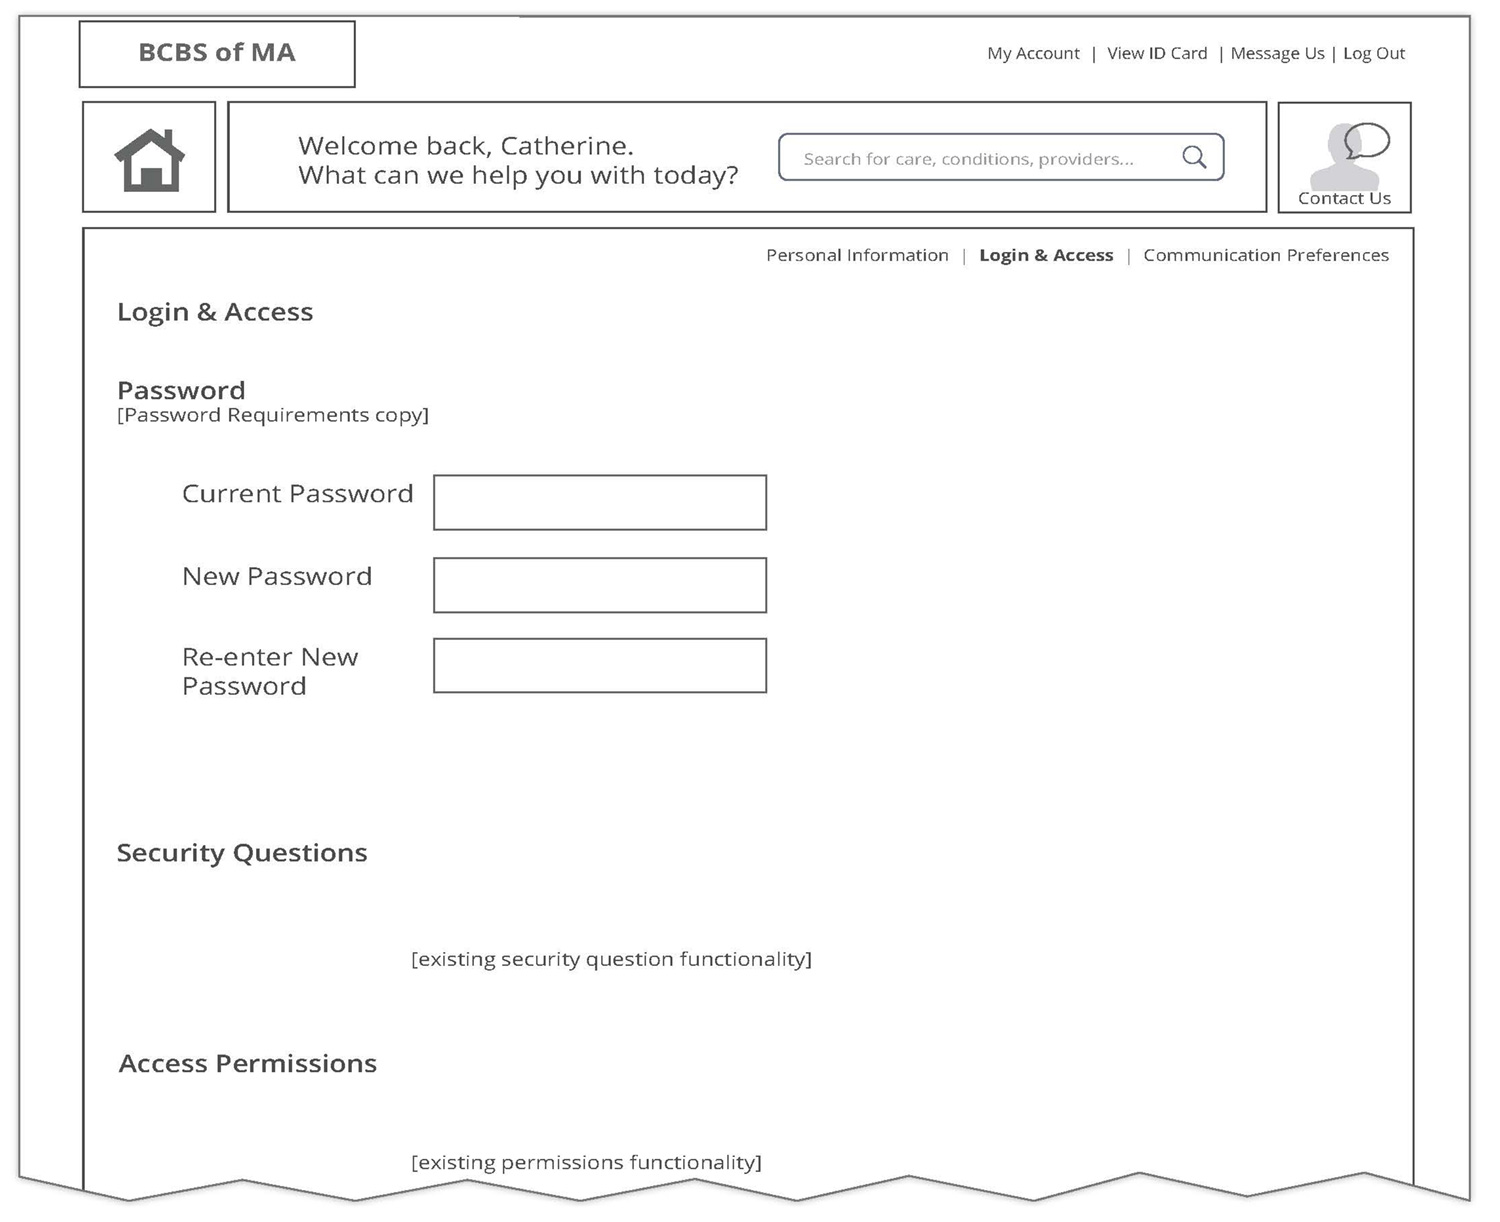 BCBS of MA
My Account | View ID Card | Message Us | Log Out
Welcome back, Catherine.
What can we help you with today?
Search for care, conditions, providers...
Contact Us
Personal Information | Login & Access | Communication Preferences
Login & Access
Password
[Password Requirements copy]
Current Password
New Password
Re-enter New
Password
Security Questions
[existing security question functionality]
Access Permissions
[existing permissions functionality]